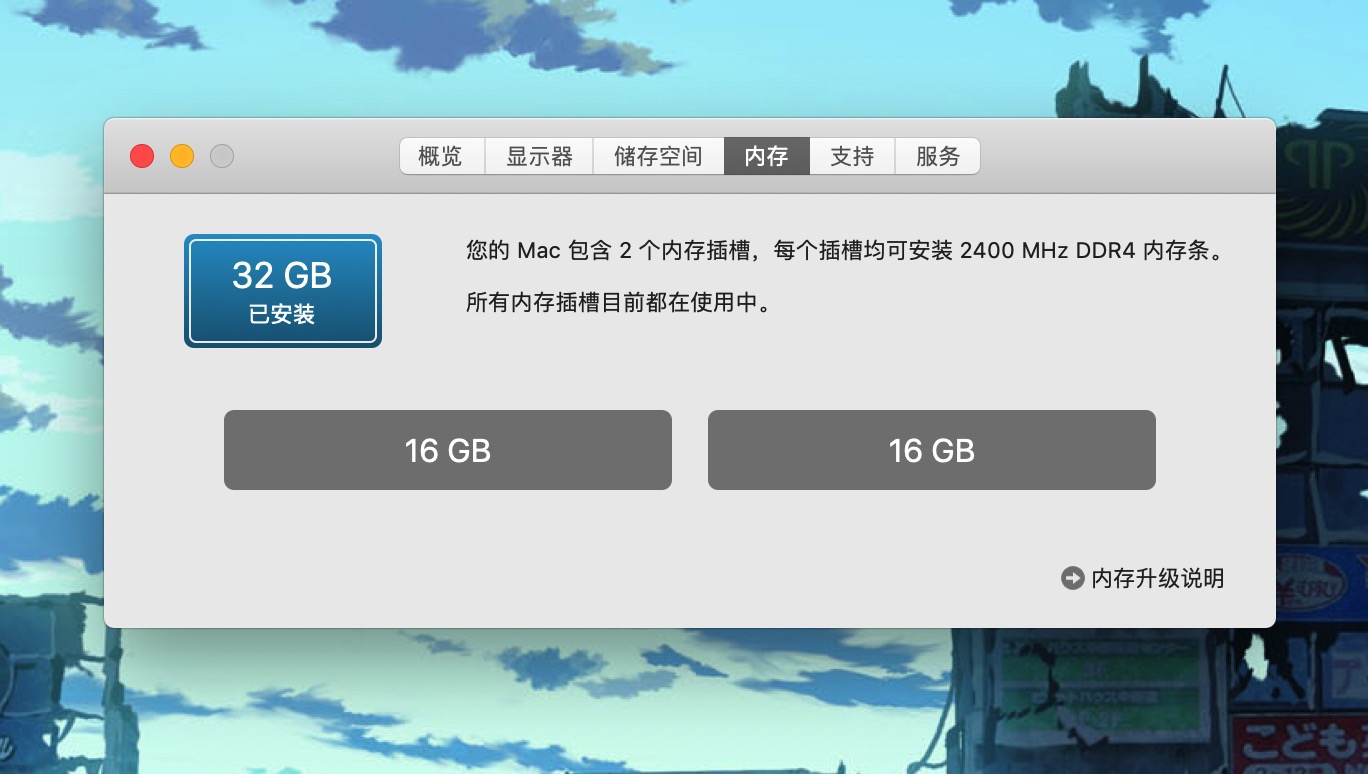 概览 显示器 储存空间 内存 支持 服务
32 GB
已安装
您的 Mac 包含 2 个内存插槽，每个插槽均可安装 2400 MHz DDR4 内存条。
所有内存插槽目前都在使用中。
16 GB 16 GB
内存升级说明
こども